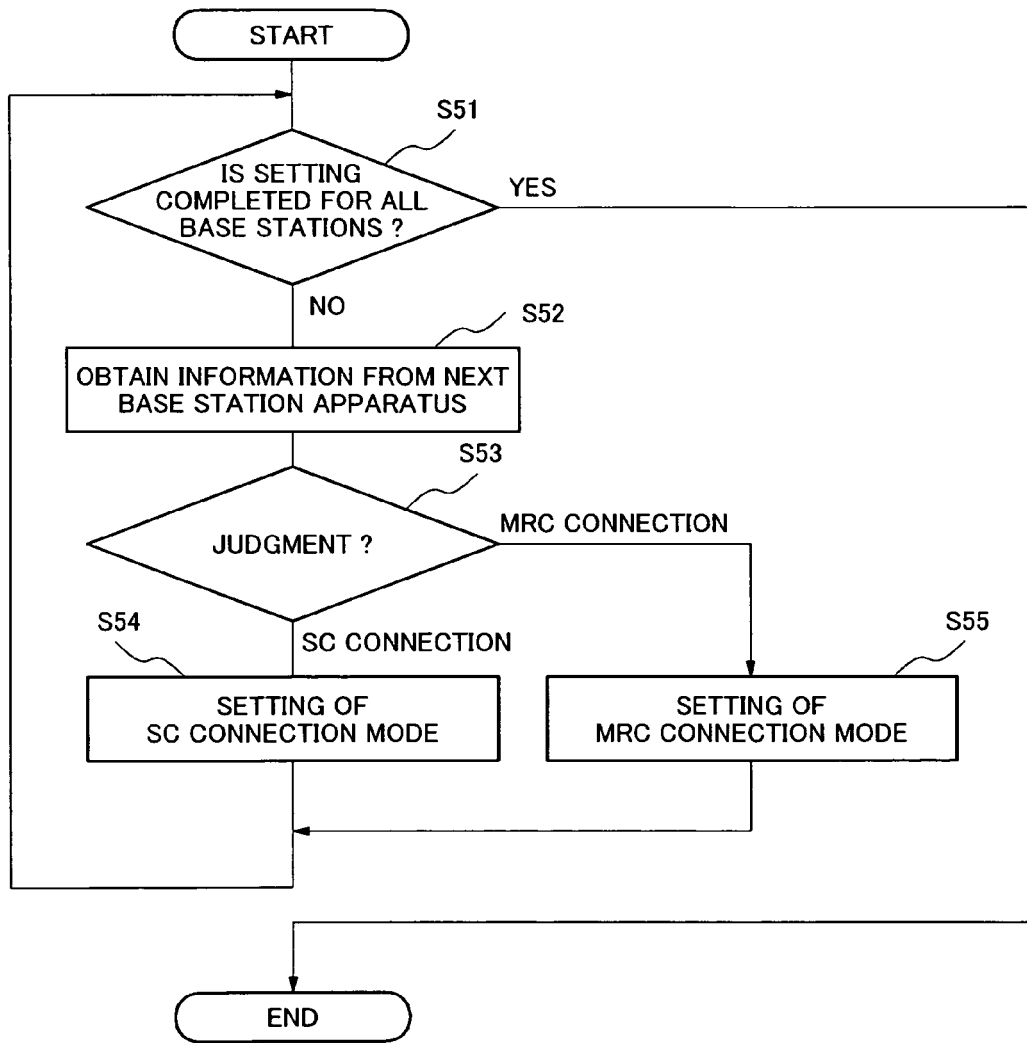 START
S51
IS SETTING
COMPLETED FOR ALL
BASE STATIONS ?
YES
NO
S52
OBTAIN INFORMATION FROM NEXT
BASE STATION APPARATUS
S53
JUDGMENT ?
MRC CONNECTION
S54
SC CONNECTION
S55
SETTING OF
SC CONNECTION MODE
SETTING OF
MRC CONNECTION MODE
END